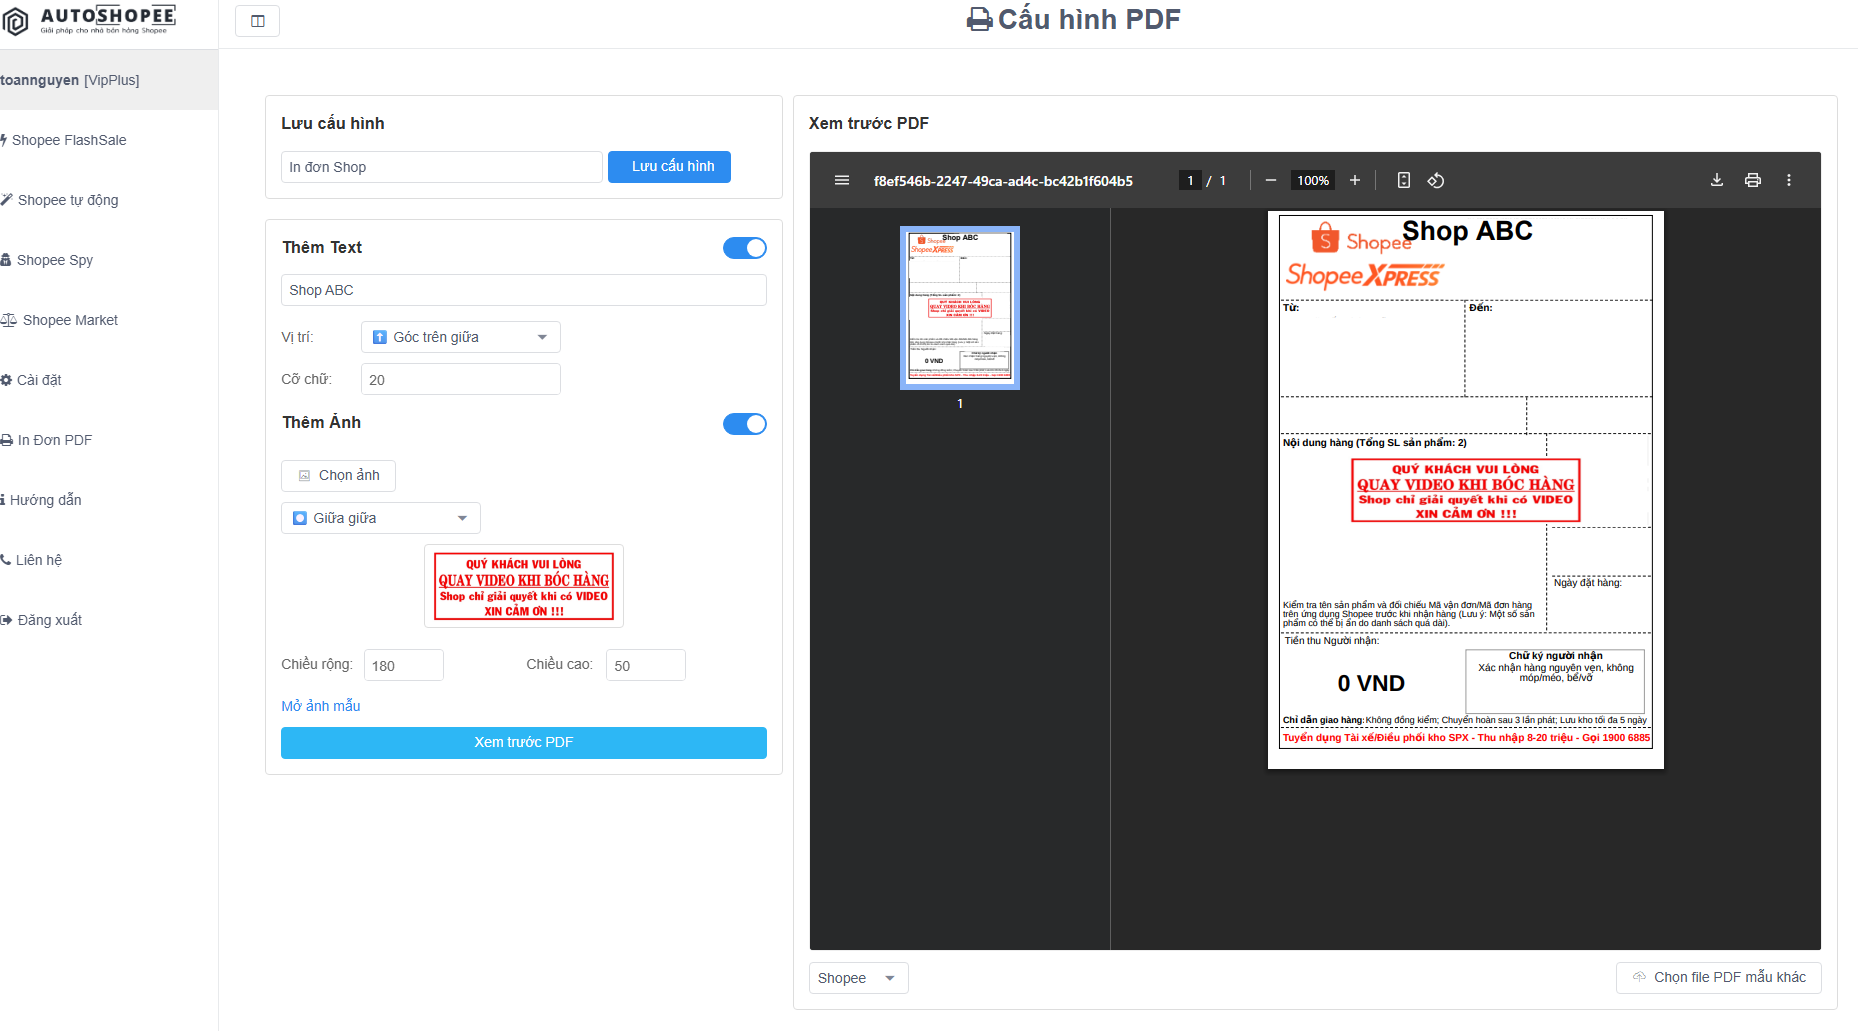 AUTOSHOPEE
Giải pháp cho nhà bán hàng Shopee
Cấu hình PDF
toannguyen [VipPlus]
Shopee FlashSale
Shopee tự động
Shopee Spy
Shopee Market
Cài đặt
In Đơn PDF
Hướng dẫn
Liên hệ
Đăng xuất
Lưu cấu hình
In đơn Shop
Lưu cấu hình
Thêm Text
Shop ABC
Vị trí:
Góc trên giữa
Cỡ chữ:
20
Thêm Ảnh
Chọn ảnh
Giữa giữa
QUÝ KHÁCH VUI LÒNG
QUAY VIDEO KHI BÓC HÀNG
Shop chỉ giải quyết khi có VIDEO
XIN CẢM ƠN !!!
Chiều rộng:
180
Chiều cao:
50
Mở ảnh mẫu
Xem trước PDF
Xem trước PDF
f8ef546b-2247-49ca-ad4c-bc42b1f604b5
1 / 1
100%
1
Shopee
Shop ABC
Shopee XPRESS
Từ:
Đến:
Nội dung hàng (Tổng SL sản phẩm: 2)
QUÝ KHÁCH VUI LÒNG
QUAY VIDEO KHI BÓC HÀNG
Shop chỉ giải quyết khi có VIDEO
XIN CẢM ƠN !!!
Ngày đặt hàng:
Kiểm tra tên sản phẩm và đối chiếu Mã vận đơn/Mã đơn hàng
trên ứng dụng Shopee trước khi nhận hàng (Lưu ý: Một số sản
phẩm có thể bị ẩn do danh sách quá dài).
Tiền thu Người nhận:
0 VND
Chữ ký người nhận
Xác nhận hàng nguyên vẹn, không
móp/méo, bể/vỡ
Chỉ dẫn giao hàng: Không đồng kiểm; Chuyển hoàn sau 3 lần phát; Lưu kho tối đa 5 ngày
Tuyển dụng Tài xế/Điều phối kho SPX - Thu nhập 8-20 triệu - Gọi 1900 6885
Shopee
Chọn file PDF mẫu khác